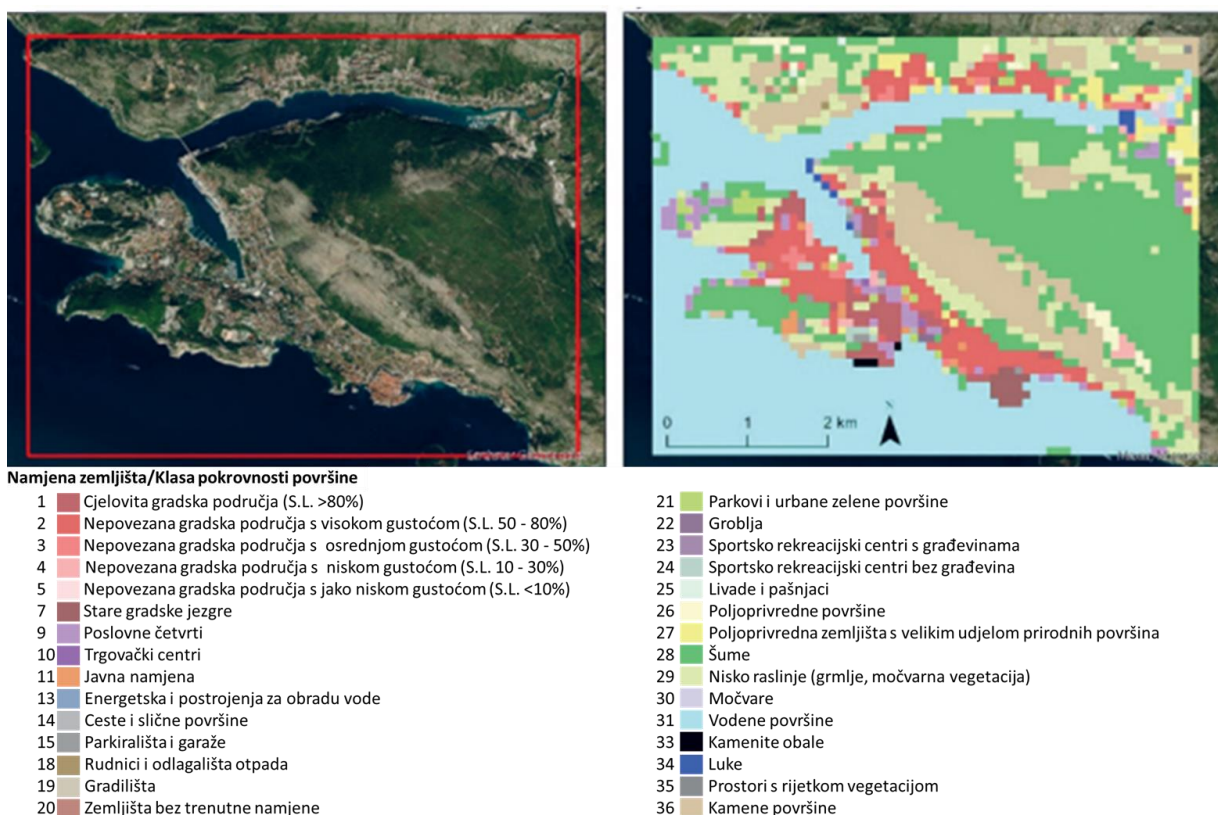 N
0 1 2 km
Namjena zemljišta/Klasa pokrovnosti površine
1 Cjelovita gradska područja (S.L. >80%)
2 Nepovezana gradska područja s visokom gustoćom (S.L. 50 - 80%)
3 Nepovezana gradska područja s osrednjom gustoćom (S.L. 30 - 50%)
4 Nepovezana gradska područja s niskom gustoćom (S.L. 10 - 30%)
5 Nepovezana gradska područja s jako niskom gustoćom (S.L. <10%)
7 Stare gradske jezgre
9 Poslovne četvrti
10 Trgovački centri
11 Javna namjena
13 Energetska i postrojenja za obradu vode
14 Ceste i slične površine
15 Parkirališta i garaže
18 Rudnici i odlagališta otpada
19 Gradilišta
20 Zemljišta bez trenutne namjene
21 Parkovi i urbane zelene površine
22 Groblja
23 Sportsko rekreacijski centri s građevinama
24 Sportsko rekreacijski centri bez građevina
25 Livade i pašnjaci
26 Poljoprivredne površine
27 Poljoprivredna zemljišta s velikim udjelom prirodnih površina
28 Šume
29 Nisko raslinje (grmlje, močvarna vegetacija)
30 Močvare
31 Vodene površine
33 Kamenite obale
34 Luke
35 Prostori s rijetkom vegetacijom
36 Kamene površine